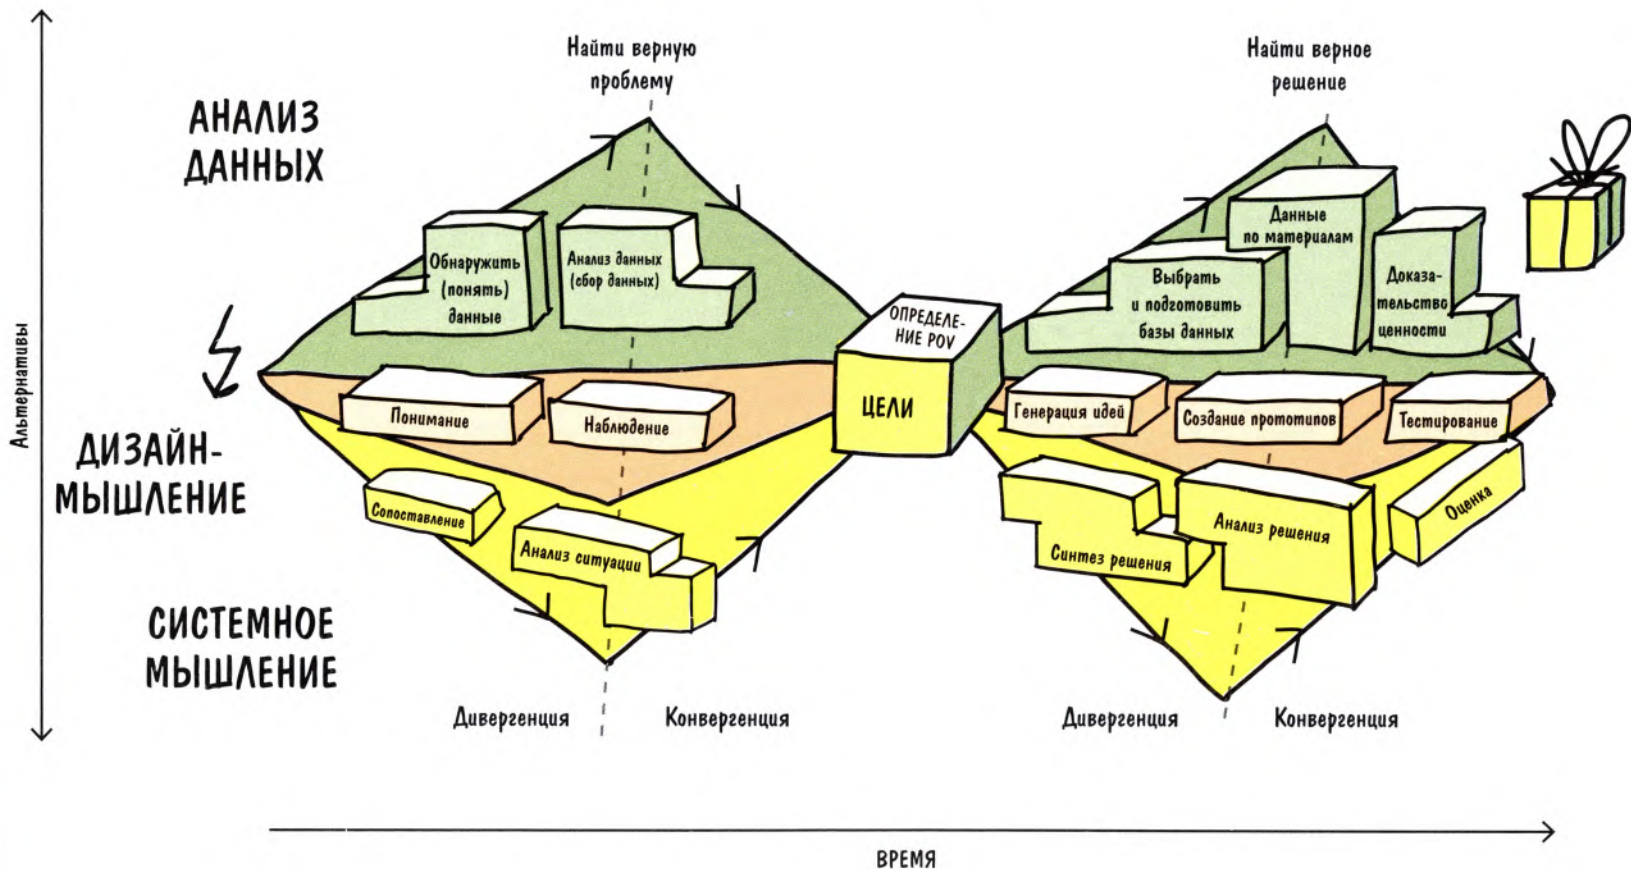 Найти верную
проблему
Найти верное
решение
АНАЛИЗ
ДАННЫХ
Обнаружить
(понять)
данные
Анализ данных
(сбор данных)
Выбрать
и подготовить
базы данных
Данные
по материалам
Доказа-
тельство
ценности
Альтернативы
ОПРЕДЕЛЕ-
НИЕ POV
ЦЕЛИ
ДИЗАЙН-
МЫШЛЕНИЕ
Понимание
Наблюдение
Генерация идей
Создание прототипов
Тестирование
СИСТЕМНОЕ
МЫШЛЕНИЕ
Сопоставление
Анализ ситуации
Синтез решения
Анализ решения
Оценка
Дивергенция
Конвергенция
Дивергенция
Конвергенция
ВРЕМЯ